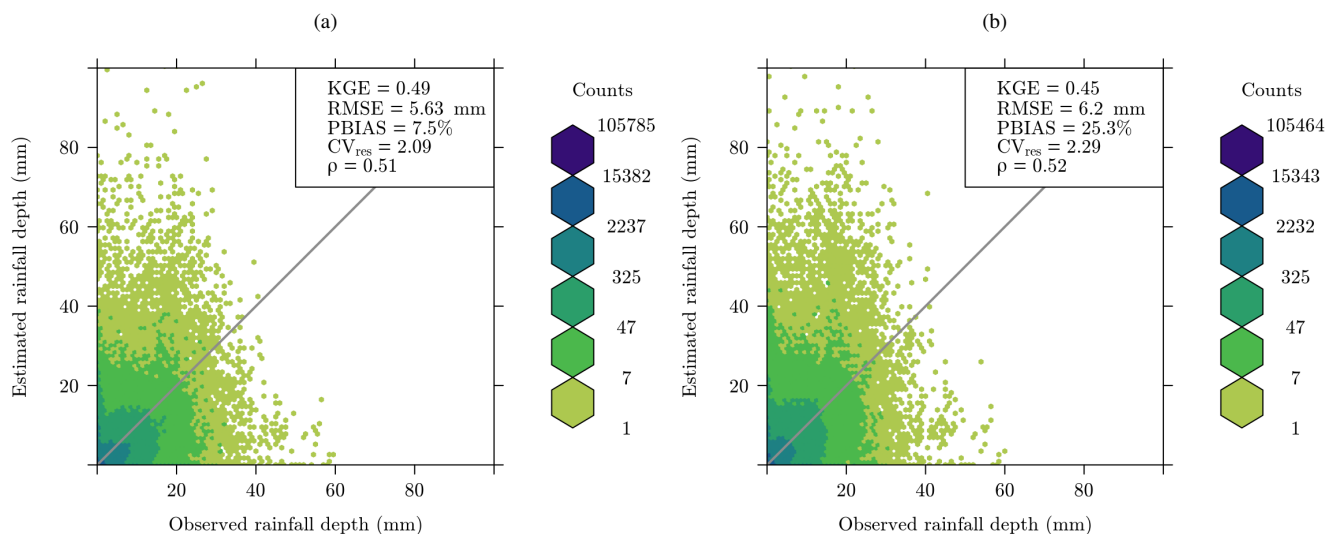 (a)
KGE = 0.49
RMSE = 5.63 mm
PBIAS = 7.5%
CVres = 2.09
ρ = 0.51
Estimated rainfall depth (mm)
80
60
40
20
20
40
60
80
Observed rainfall depth (mm)
Counts
105785
15382
2237
325
47
7
1
(b)
KGE = 0.45
RMSE = 6.2 mm
PBIAS = 25.3%
CVres = 2.29
ρ = 0.52
Estimated rainfall depth (mm)
80
60
40
20
20
40
60
80
Observed rainfall depth (mm)
Counts
105464
15343
2232
325
47
7
1